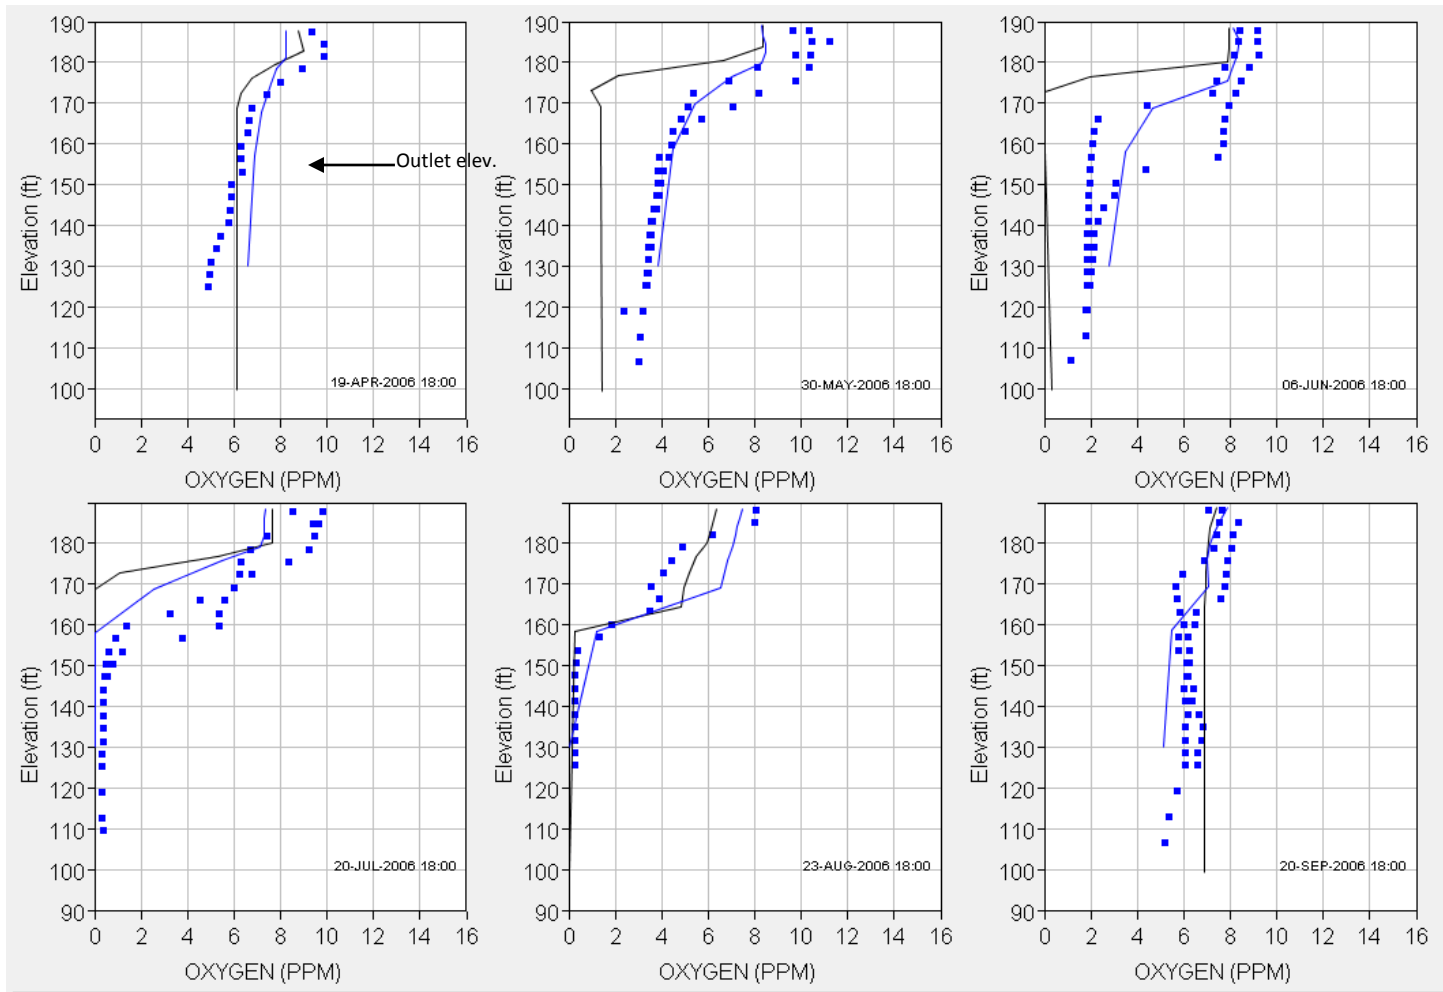 190
180
170
160
150
140
130
120
110
100
Elevation (ft)
Outlet elev.
19-APR-2006 18:00
0 2 4 6 8 10 12 14 16
OXYGEN (PPM)
190
180
170
160
150
140
130
120
110
100
Elevation (ft)
30-MAY-2006 18:00
0 2 4 6 8 10 12 14 16
OXYGEN (PPM)
190
180
170
160
150
140
130
120
110
100
Elevation (ft)
06-JUN-2006 18:00
0 2 4 6 8 10 12 14 16
OXYGEN (PPM)
180
170
160
150
140
130
120
110
100
90
Elevation (ft)
20-JUL-2006 18:00
0 2 4 6 8 10 12 14 16
OXYGEN (PPM)
180
170
160
150
140
130
120
110
100
90
Elevation (ft)
23-AUG-2006 18:00
0 2 4 6 8 10 12 14 16
OXYGEN (PPM)
180
170
160
150
140
130
120
110
100
90
Elevation (ft)
20-SEP-2006 18:00
0 2 4 6 8 10 12 14 16
OXYGEN (PPM)